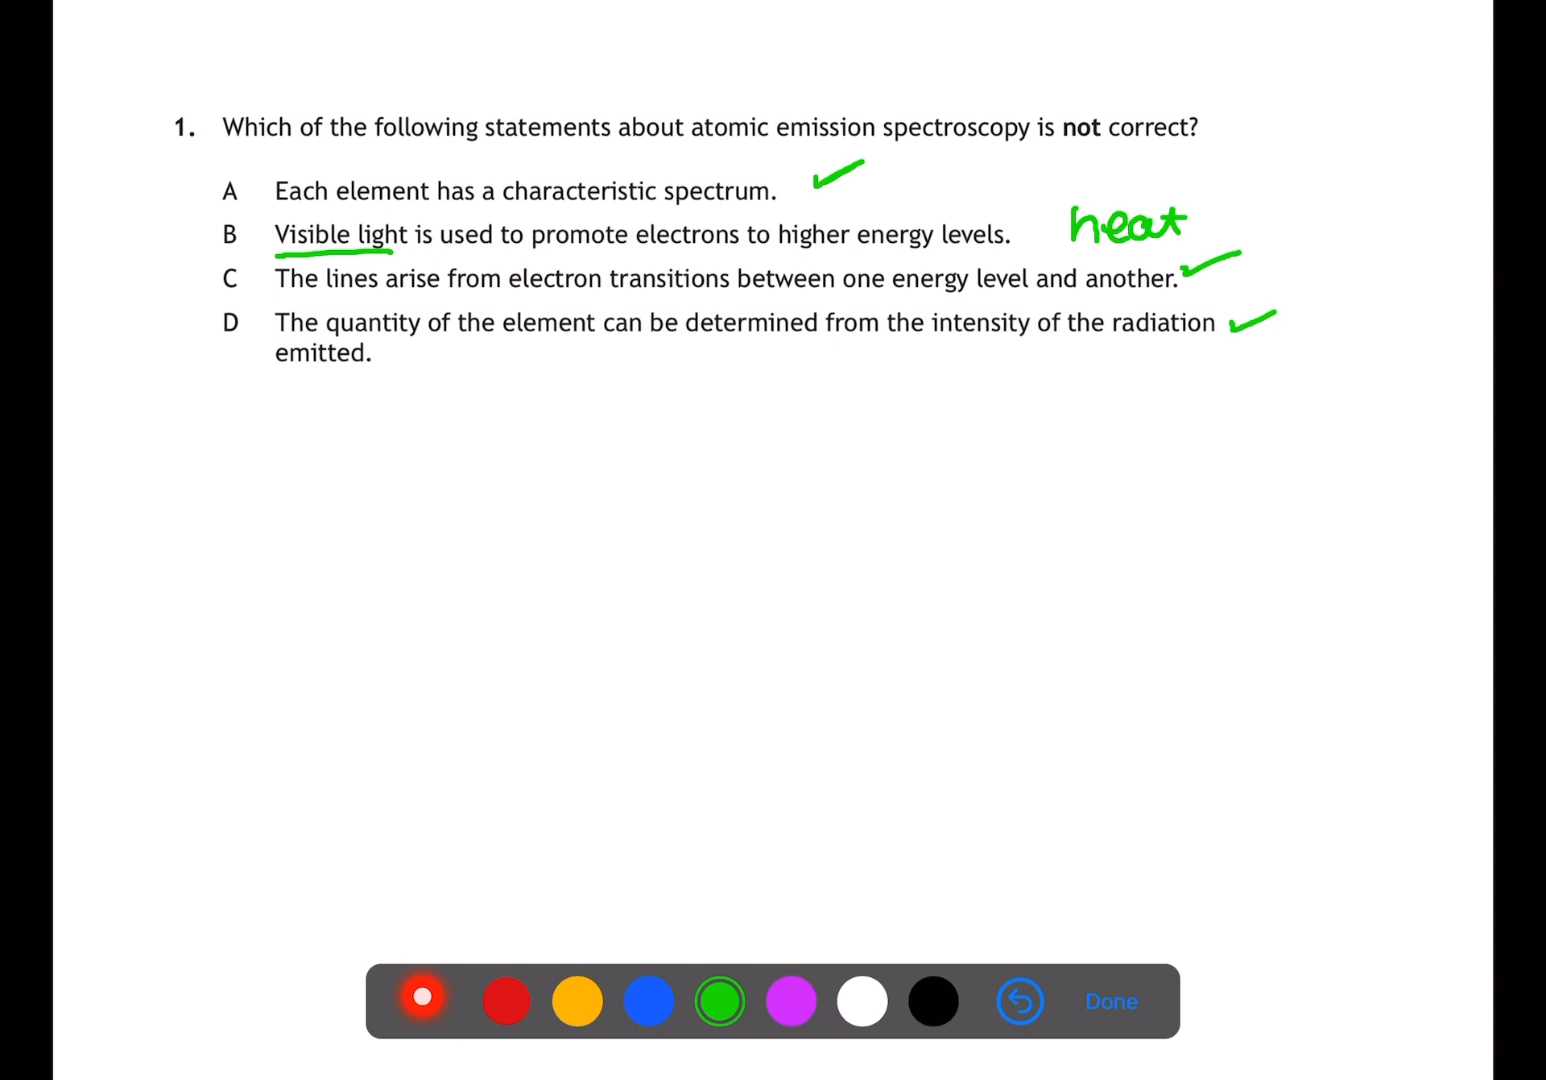 1. Which of the following statements about atomic emission spectroscopy is not correct?
A Each element has a characteristic spectrum.
B Visible light is used to promote electrons to higher energy levels. heat
C The lines arise from electron transitions between one energy level and another.
D The quantity of the element can be determined from the intensity of the radiation
emitted.
Done